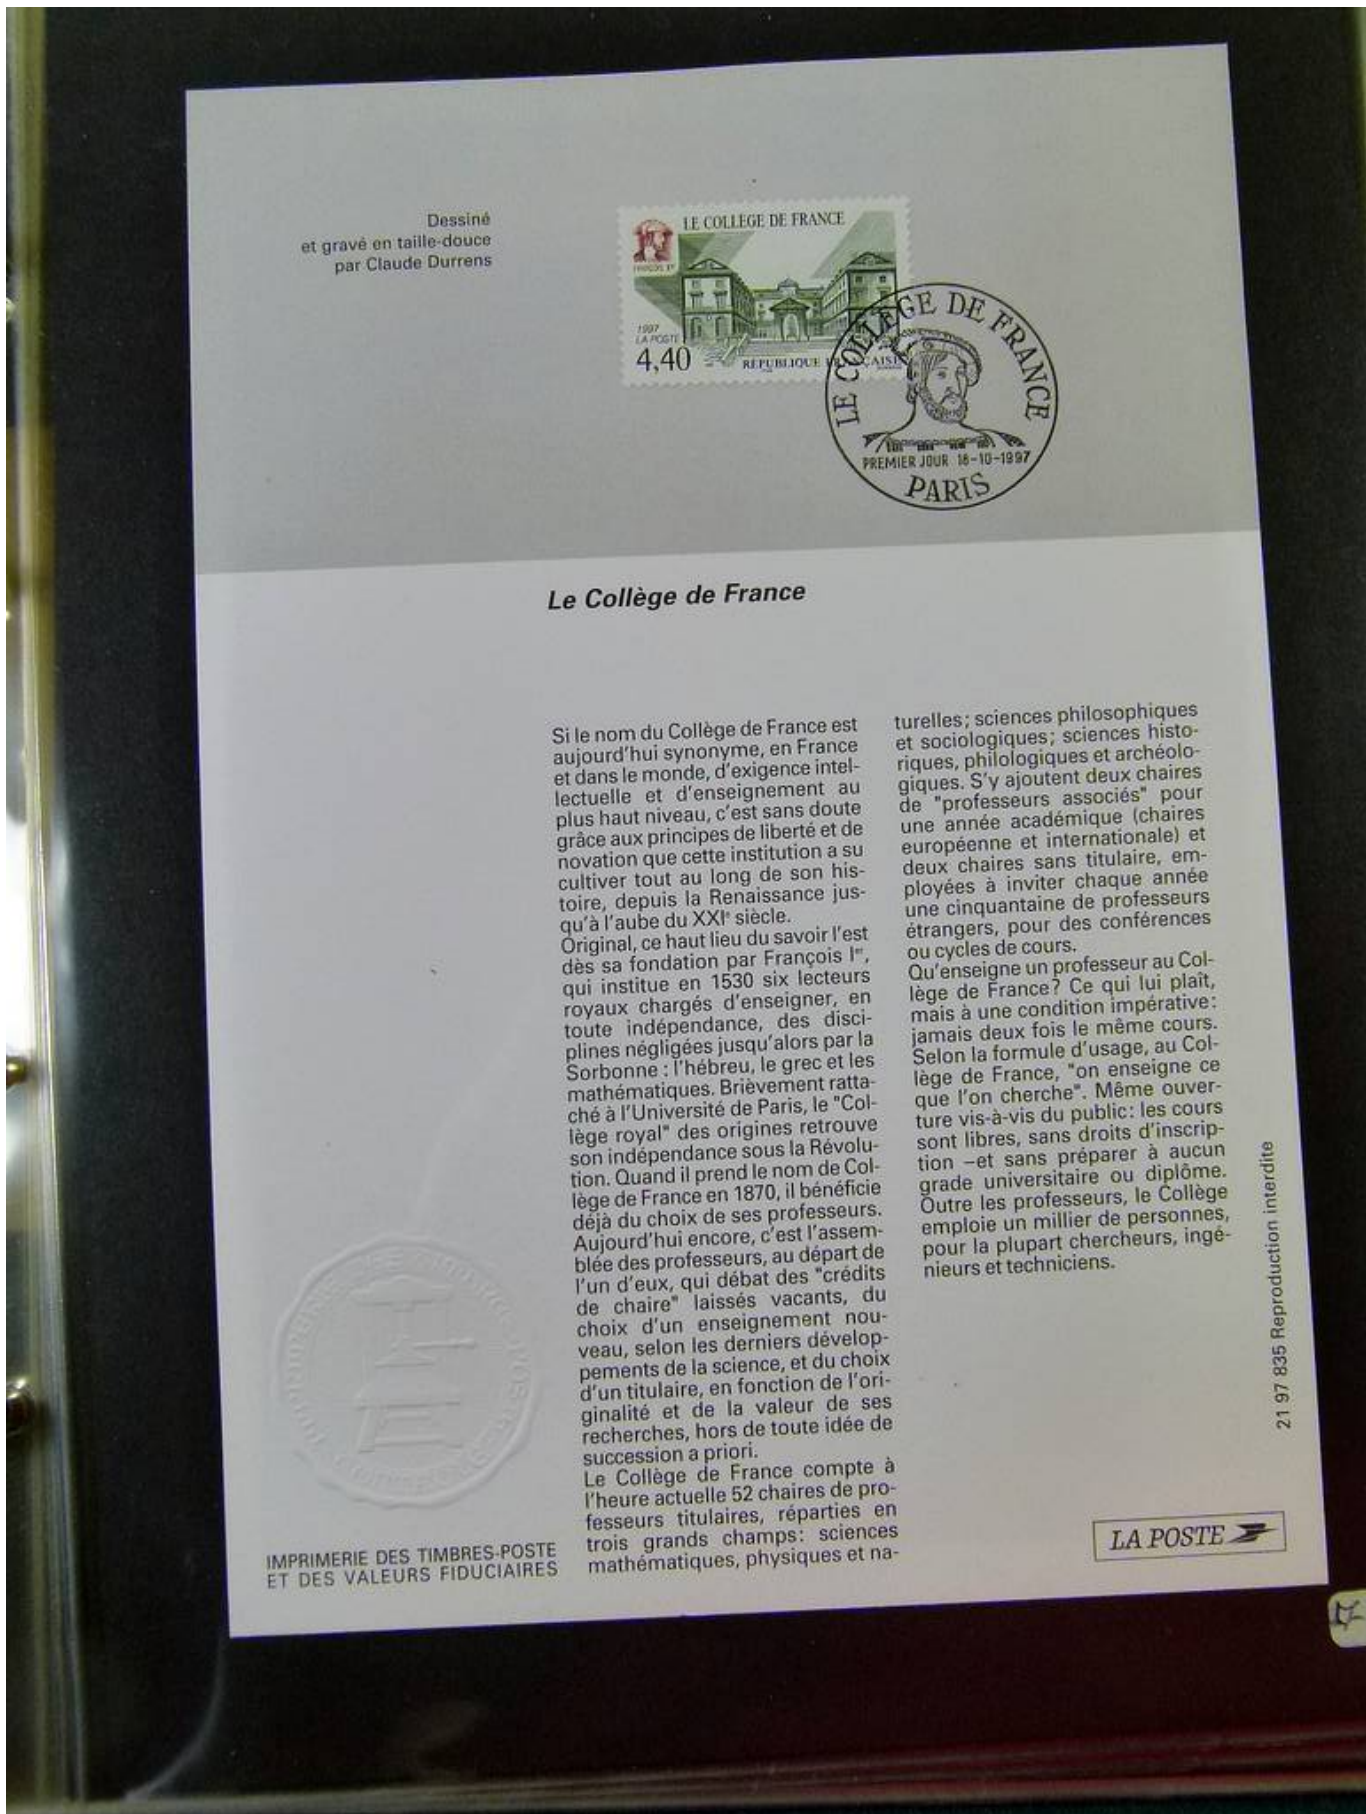 Dessiné
et gravé en taille-douce
par Claude Durrens
LE COLLEGE DE FRANCE
FRANÇOIS 1er
1997
LA POSTE
4,40
REPUBLIQUE FRANÇAISE
LE COLLÈGE DE FRANCE
PREMIER JOUR 18-10-1997
PARIS
Le Collège de France
Si le nom du Collège de France est
aujourd'hui synonyme, en France
et dans le monde, d'exigence intel-
lectuelle et d'enseignement au
plus haut niveau, c'est sans doute
grâce aux principes de liberté et de
novation que cette institution a su
cultiver tout au long de son his-
toire, depuis la Renaissance jus-
qu'à l'aube du XXIe siècle.
Original, ce haut lieu du savoir l'est
dès sa fondation par François Ier,
qui institue en 1530 six lecteurs
royaux chargés d'enseigner, en
toute indépendance, des disci-
plines négligées jusqu'alors par la
Sorbonne : l'hébreu, le grec et les
mathématiques. Brièvement ratta-
ché à l'Université de Paris, le "Col-
lège royal" des origines retrouve
son indépendance sous la Révolu-
tion. Quand il prend le nom de Col-
lège de France en 1870, il bénéficie
déjà du choix de ses professeurs.
Aujourd'hui encore, c'est l'assem-
blée des professeurs, au départ de
l'un d'eux, qui débat des "crédits
de chaire" laissés vacants, du
choix d'un enseignement nou-
veau, selon les derniers dévelop-
pements de la science, et du choix
d'un titulaire, en fonction de l'ori-
ginalité et de la valeur de ses
recherches, hors de toute idée de
succession a priori.
Le Collège de France compte à
l'heure actuelle 52 chaires de pro-
fesseurs titulaires, réparties en
trois grands champs: sciences
mathématiques, physiques et na-
turelles; sciences philosophiques
et sociologiques; sciences histo-
riques, philologiques et archéolo-
giques. S'y ajoutent deux chaires
de "professeurs associés" pour
une année académique (chaires
européenne et internationale) et
deux chaires sans titulaire, em-
ployées à inviter chaque année
une cinquantaine de professeurs
étrangers, pour des conférences
ou cycles de cours.
Qu'enseigne un professeur au Col-
lège de France? Ce qui lui plaît,
mais à une condition impérative:
jamais deux fois le même cours.
Selon la formule d'usage, au Col-
lège de France, "on enseigne ce
que l'on cherche". Même ouver-
ture vis-à-vis du public: les cours
sont libres, sans droits d'inscrip-
tion –et sans préparer à aucun
grade universitaire ou diplôme.
Outre les professeurs, le Collège
emploie un millier de personnes,
pour la plupart chercheurs, ingé-
nieurs et techniciens.
21 97 835 Reproduction interdite
IMPRIMERIE DES TIMBRES-POSTE
ET DES VALEURS FIDUCIAIRES
LA POSTE